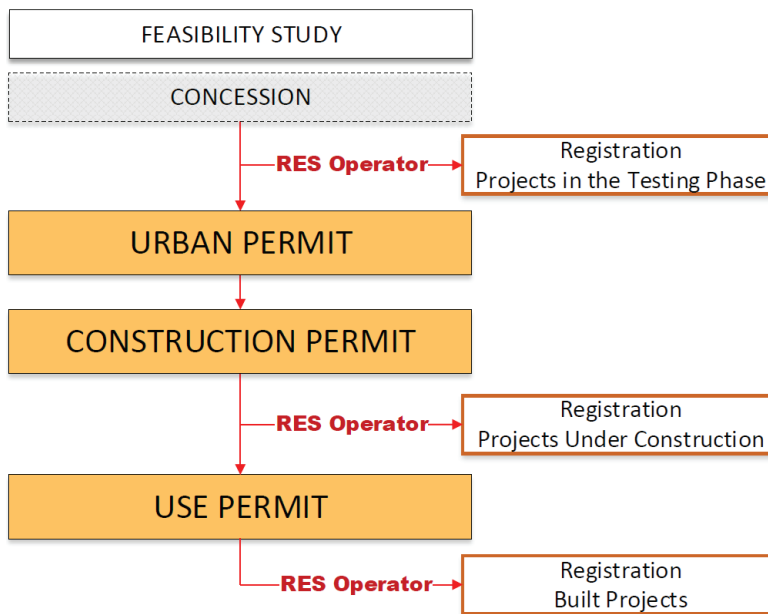 FEASIBILITY STUDY
CONCESSION
RES Operator
Registration
Projects in the Testing Phase
URBAN PERMIT
CONSTRUCTION PERMIT
RES Operator
Registration
Projects Under Construction
USE PERMIT
RES Operator
Registration
Built Projects